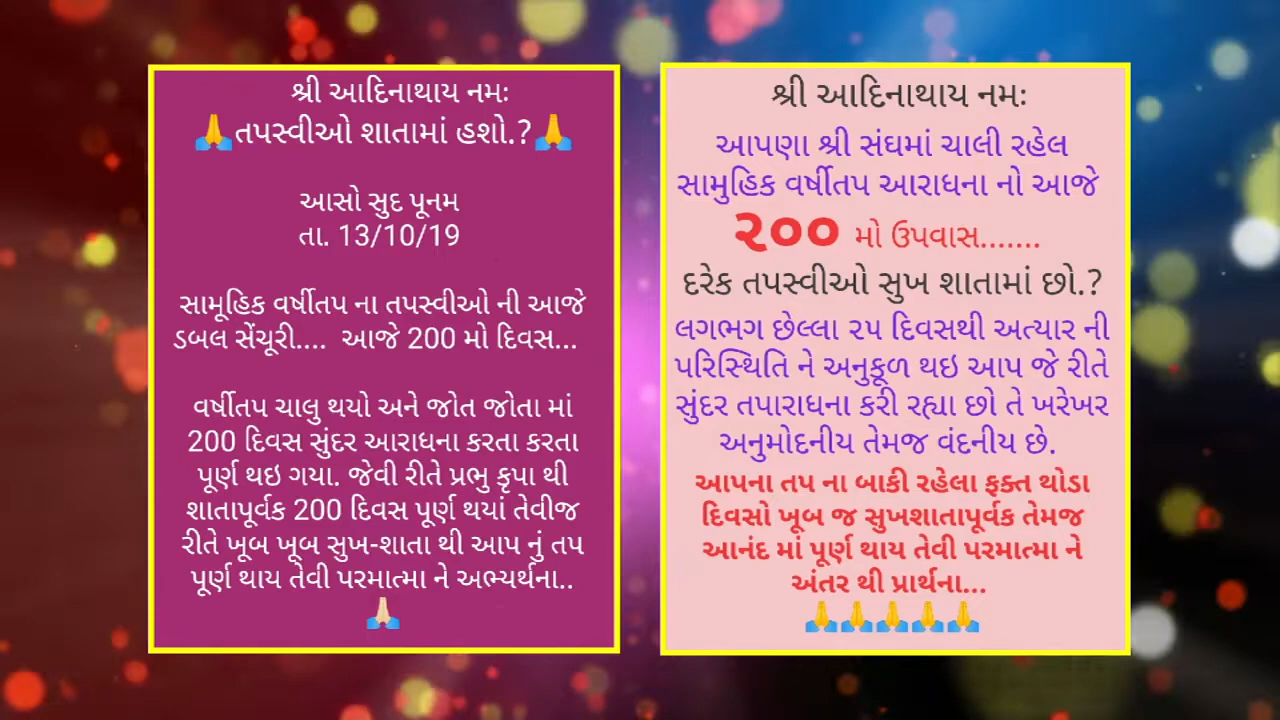 શ્રી આદિનાથાય નમઃ
🙏તપસ્વીઓ શાતામાં હશો.?🙏
આસો સુદ પૂનમ
તા. 13/10/19
સામૂહિક વર્ષીતપ ના તપસ્વીઓ ની આજે
ડબલ સેંચૂરી.... આજે 200 મો દિવસ...
વર્ષીતપ ચાલુ થયો અને જોત જોતા માં
200 દિવસ સુંદર આરાધના કરતા કરતા
પૂર્ણ થઇ ગયા. જેવી રીતે પ્રભુ કૃપા થી
શાતાપૂર્વક 200 દિવસ પૂર્ણ થયાં તેવીજ
રીતે ખૂબ ખૂબ સુખ-શાતા થી આપ નું તપ
પૂર્ણ થાય તેવી પરમાત્મા ને અભ્યર્થના..
🙏🏻
શ્રી આદિનાથાય નમઃ
આપણા શ્રી સંઘમાં ચાલી રહેલ
સામુહિક વર્ષીતપ આરાધના નો આજે
૨૦૦ મો ઉપવાસ.......
દરેક તપસ્વીઓ સુખ શાતામાં છો.?
લગભગ છેલ્લા ૨૫ દિવસથી અત્યાર ની
પરિસ્થિતિ ને અનુકૂળ થઇ આપ જે રીતે
સુંદર તપારાધના કરી રહ્યા છો તે ખરેખર
અનુમોદનીય તેમજ વંદનીય છે.
આપના તપ ના બાકી રહેલા ફક્ત થોડા
દિવસો ખૂબ જ સુખશાતાપૂર્વક તેમજ
આનંદ માં પૂર્ણ થાય તેવી પરમાત્મા ને
અંતર થી પ્રાર્થના...
🙏🙏🙏🙏🙏